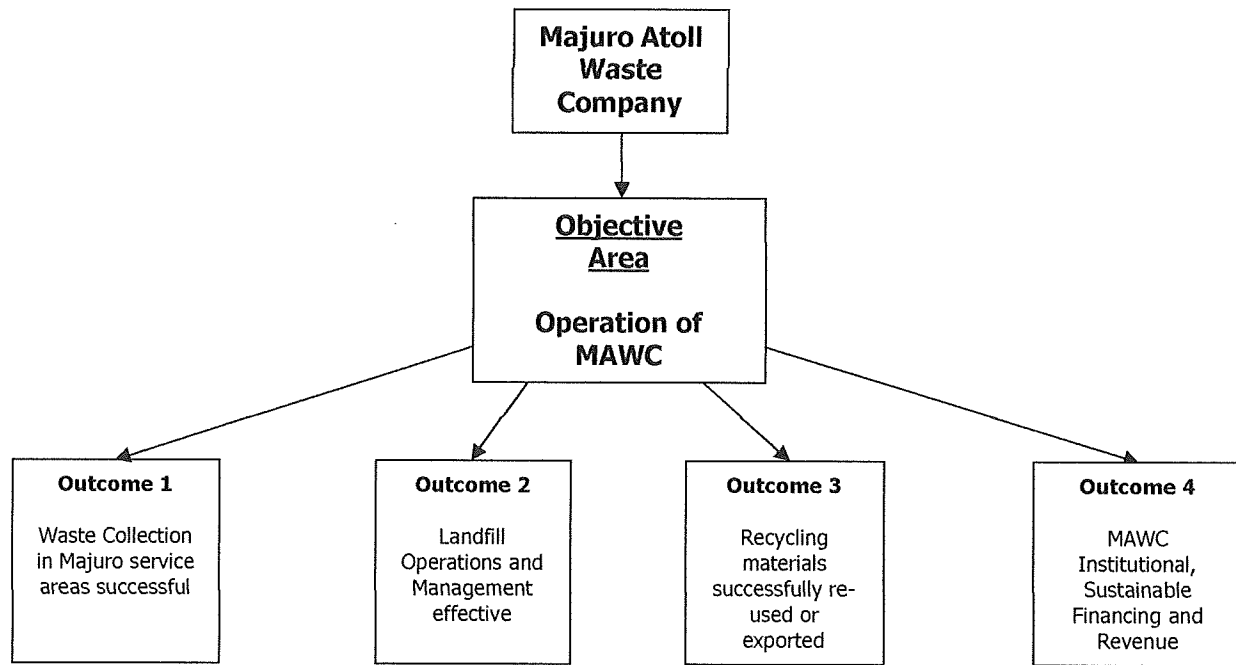 Majuro Atoll
Waste
Company
Objective
Area
Operation of
MAWC
Outcome 1
Waste Collection
in Majuro service
areas successful
Outcome 2
Landfill
Operations and
Management
effective
Outcome 3
Recycling
materials
successfully re-
used or
exported
Outcome 4
MAWC
Institutional,
Sustainable
Financing and
Revenue